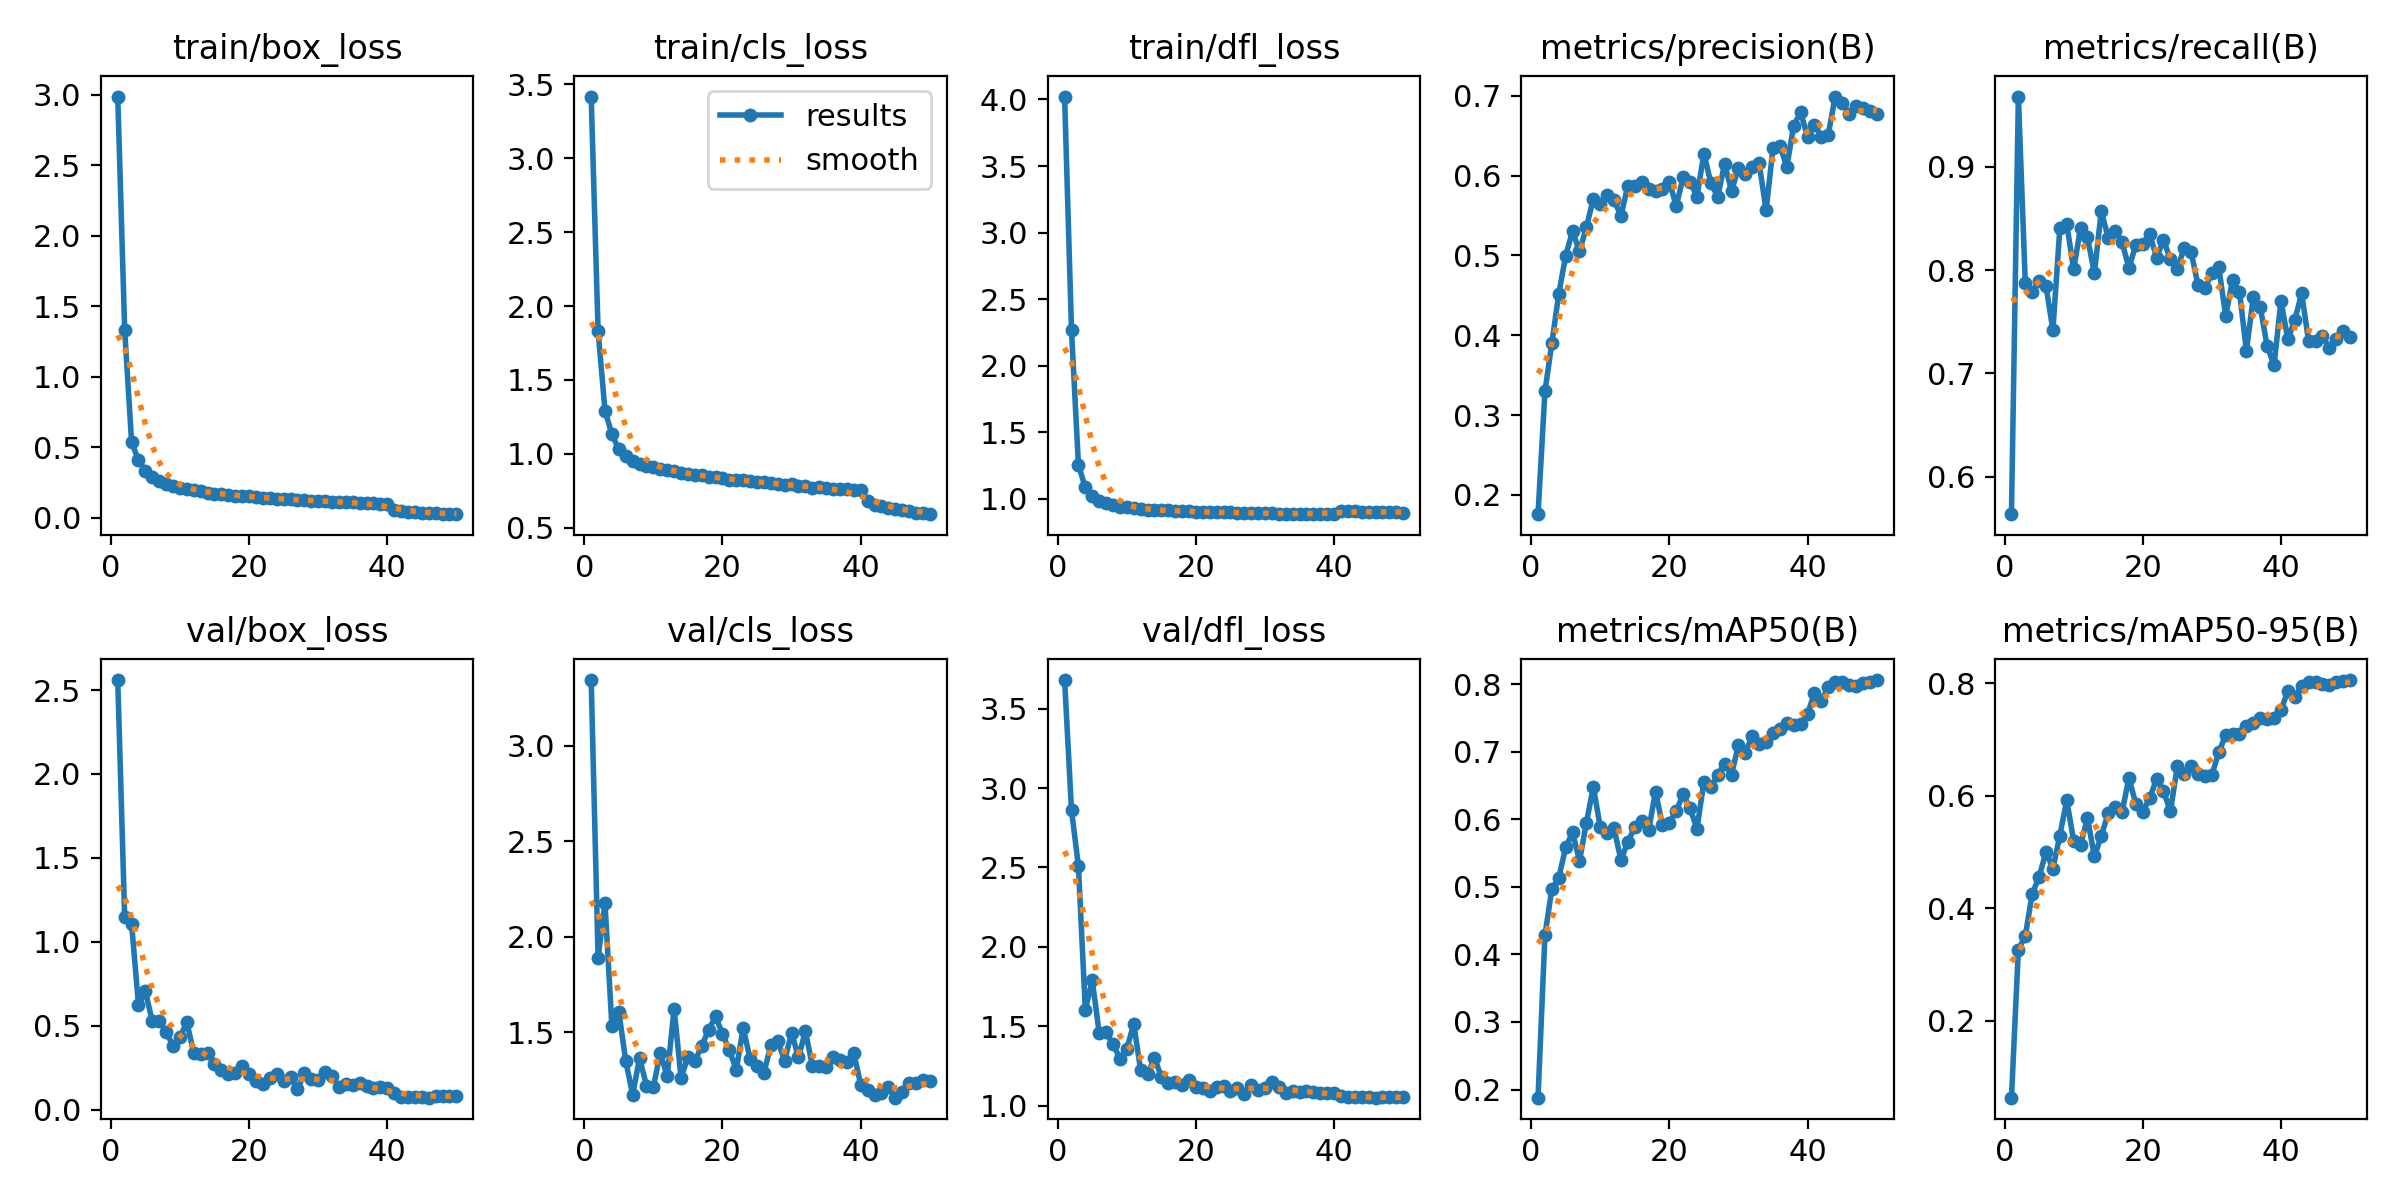 train/box_loss
3.0
2.5
2.0
1.5
1.0
0.5
0.0
0 20 40
train/cls_loss
results
smooth
3.5
3.0
2.5
2.0
1.5
1.0
0.5
0 20 40
train/dfl_loss
4.0
3.5
3.0
2.5
2.0
1.5
1.0
0 20 40
metrics/precision(B)
0.7
0.6
0.5
0.4
0.3
0.2
0 20 40
metrics/recall(B)
0.9
0.8
0.7
0.6
0 20 40
val/box_loss
2.5
2.0
1.5
1.0
0.5
0.0
0 20 40
val/cls_loss
3.0
2.5
2.0
1.5
0 20 40
val/dfl_loss
3.5
3.0
2.5
2.0
1.5
1.0
0 20 40
metrics/mAP50(B)
0.8
0.7
0.6
0.5
0.4
0.3
0.2
0 20 40
metrics/mAP50-95(B)
0.8
0.6
0.4
0.2
0 20 40